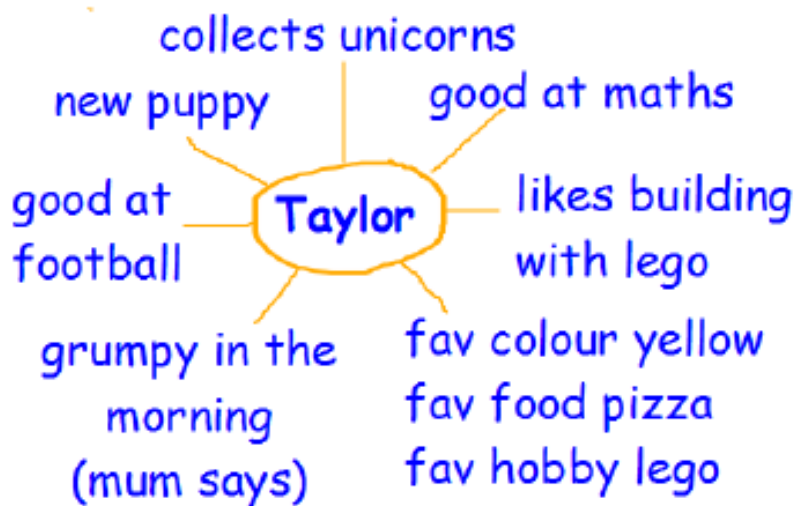 collects unicorns
new puppy
good at maths
good at
football
Taylor
likes building
with lego
grumpy in the
morning
(mum says)
fav colour yellow
fav food pizza
fav hobby lego